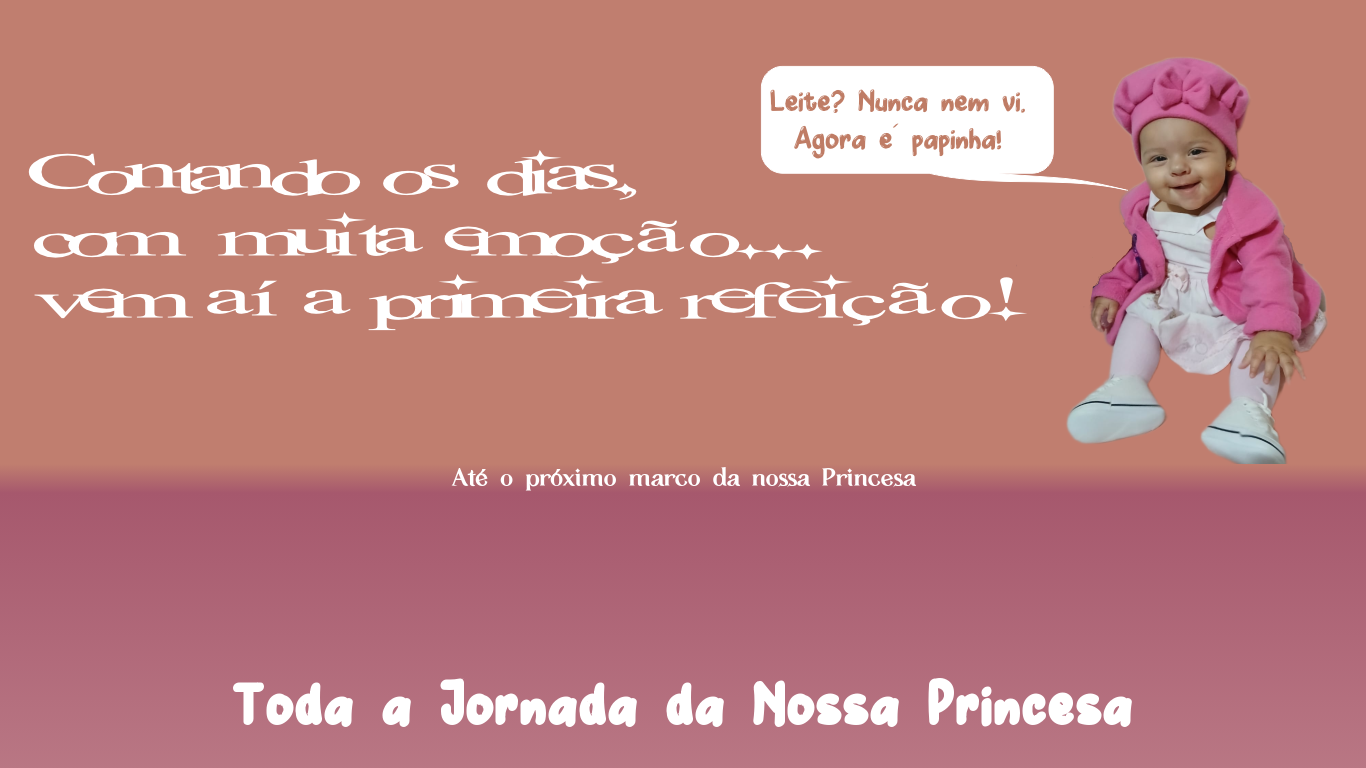 Leite? Nunca nem vi.
Agora é papinha!
Contando os dias,
com muita emoção...
vem aí a primeira refeição!
Até o próximo marco da nossa Princesa
Toda a Jornada da Nossa Princesa